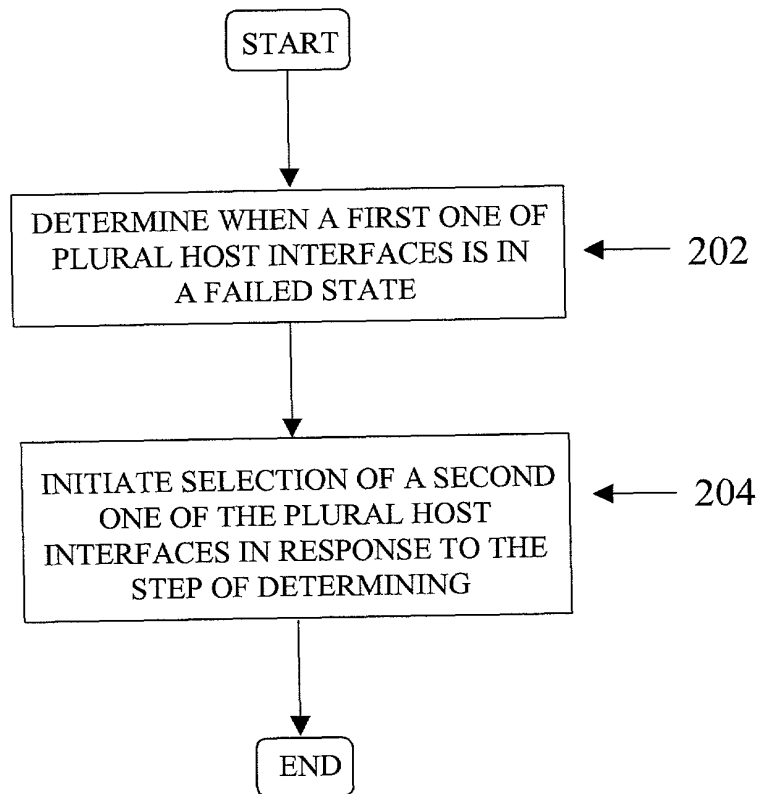 START
DETERMINE WHEN A FIRST ONE OF
PLURAL HOST INTERFACES IS IN
A FAILED STATE
202
INITIATE SELECTION OF A SECOND
ONE OF THE PLURAL HOST
INTERFACES IN RESPONSE TO THE
STEP OF DETERMINING
204
END